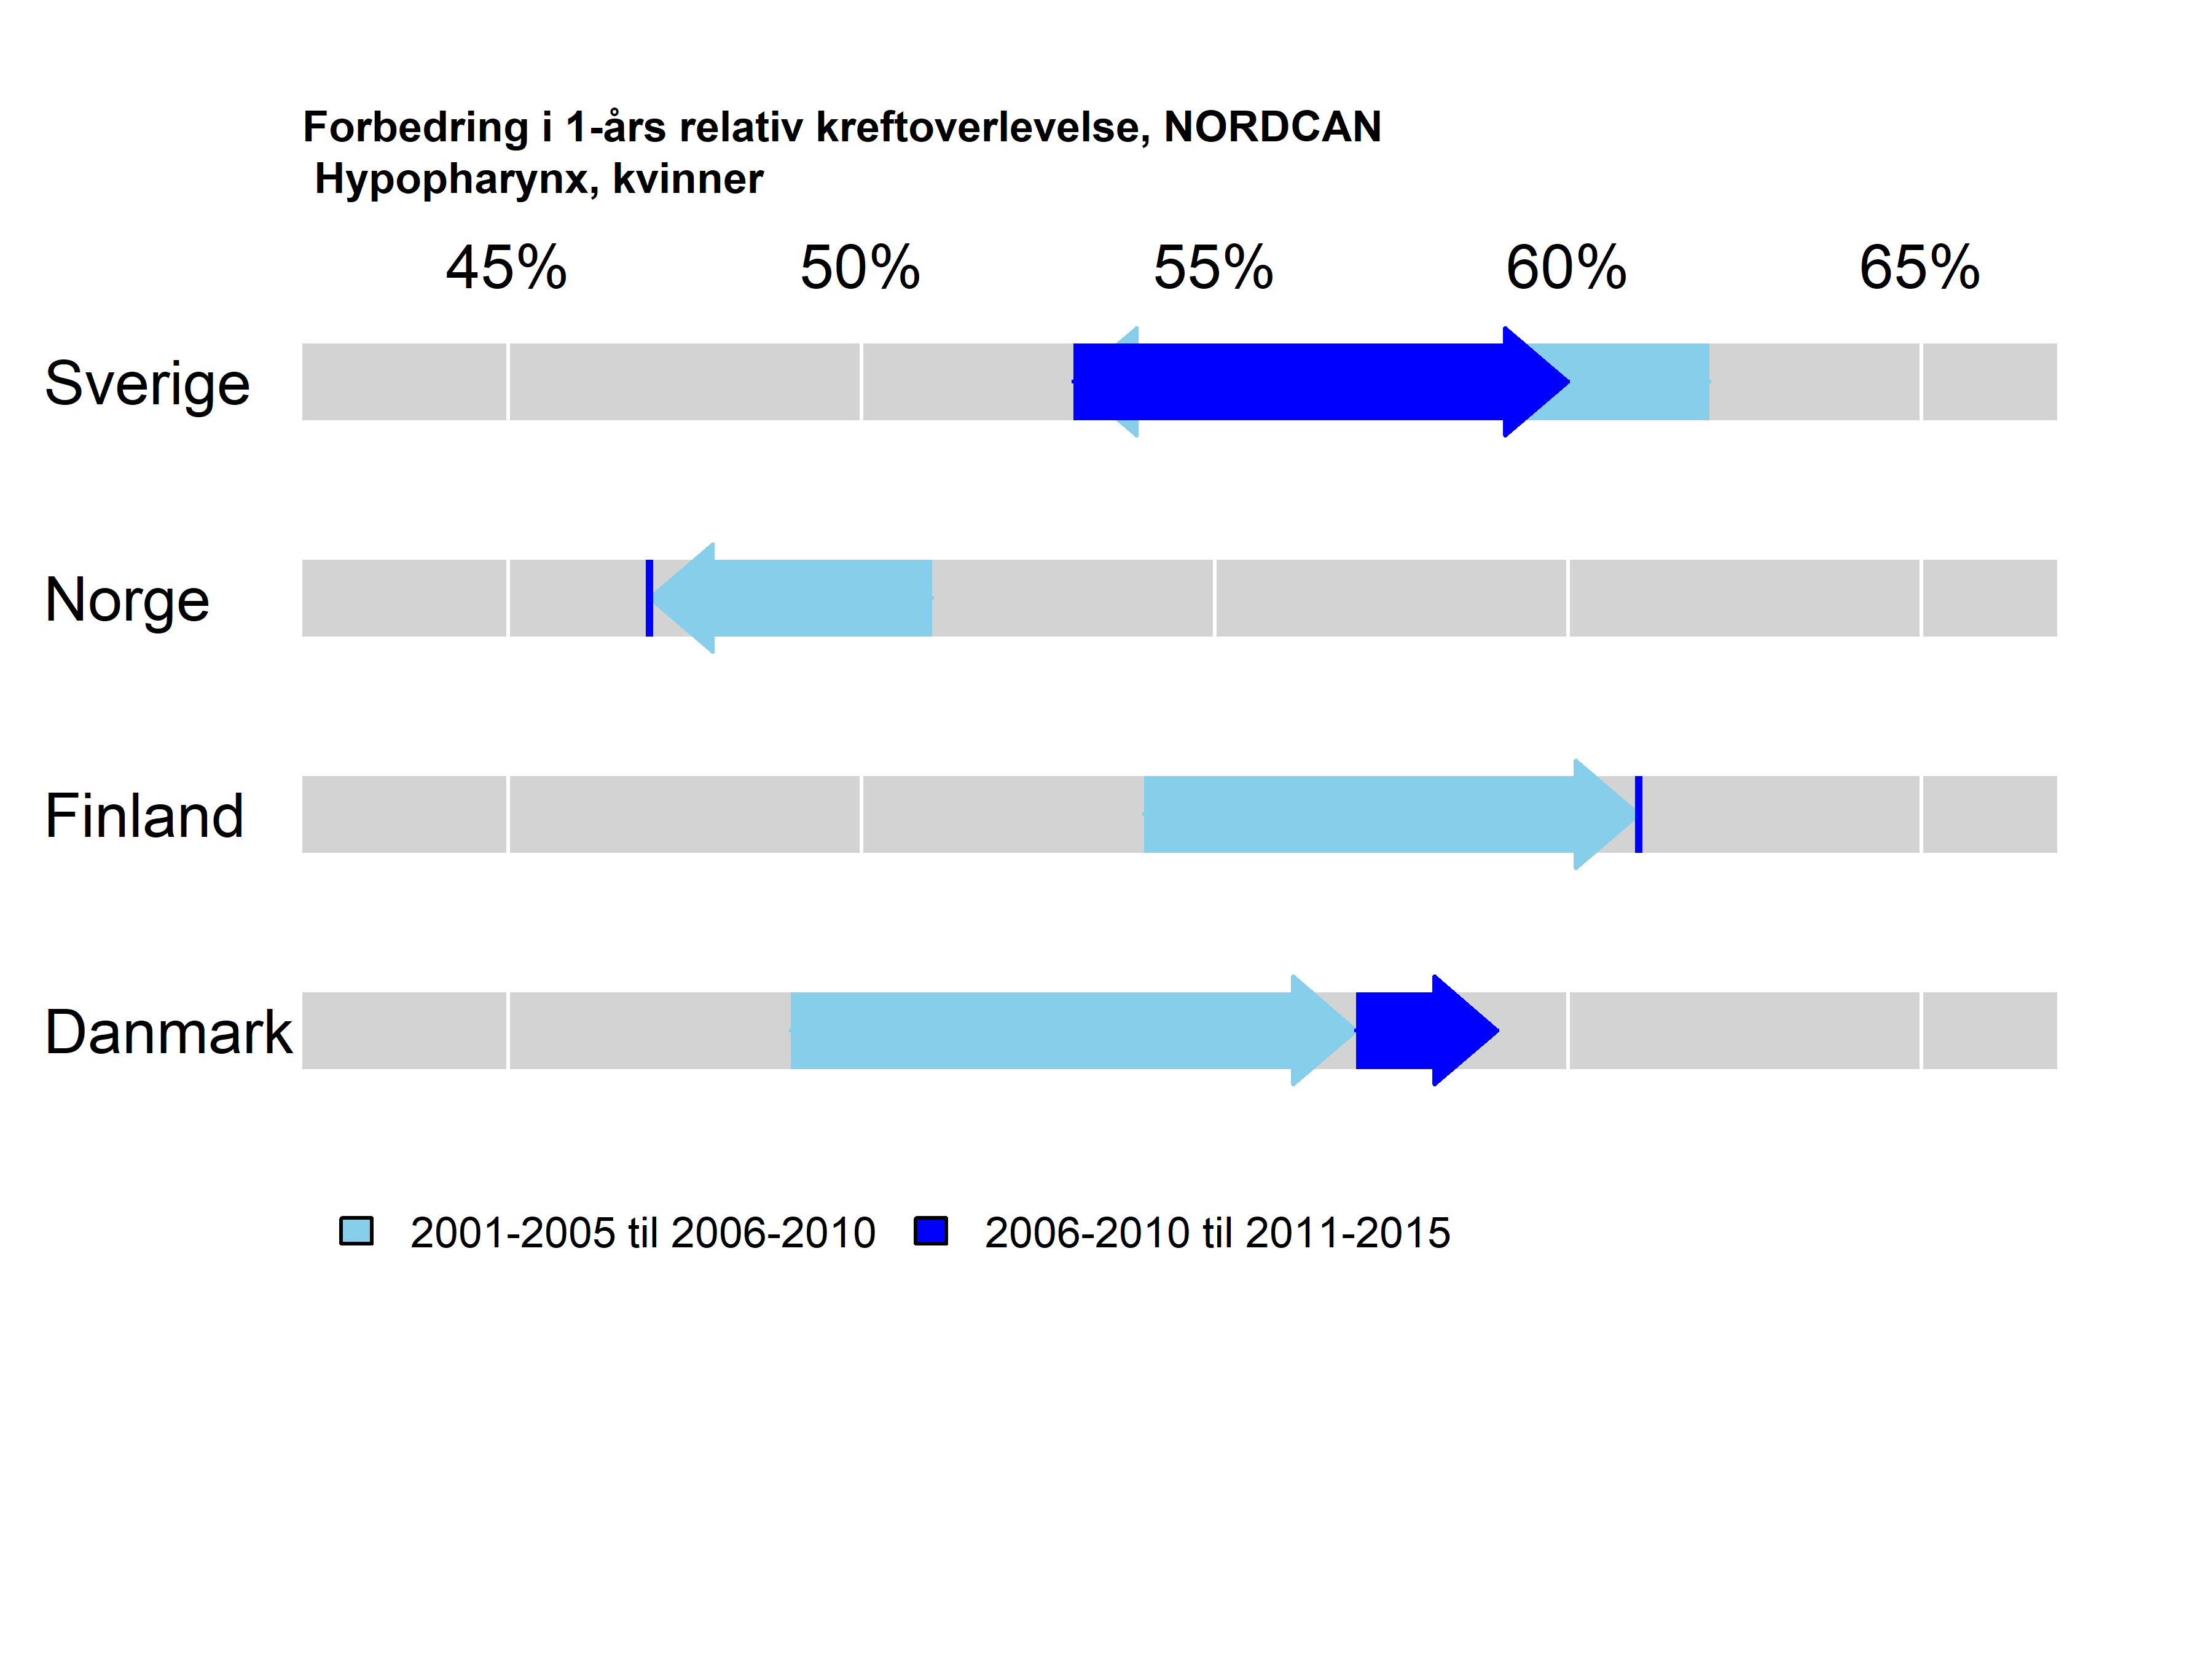 Forbedring i 1-års relativ kreftoverlevelse, NORDCAN
Hypopharynx, kvinner
45% 50% 55% 60% 65%
Sverige
Norge
Finland
Danmark
2001-2005 til 2006-2010 2006-2010 til 2011-2015